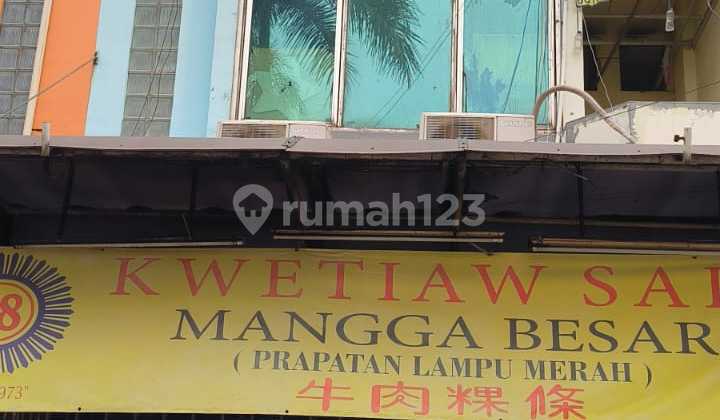 rumah123
8
KWETIAW SA
MANGGA BESAR
( PRAPATAN LAMPU MERAH )
牛肉粿條
973"